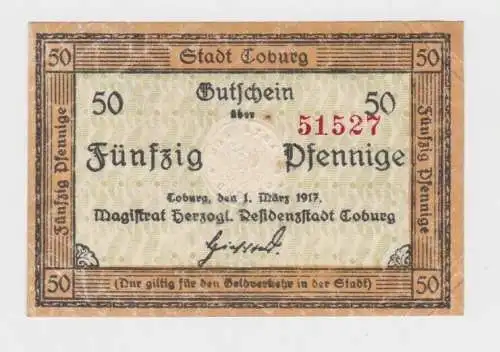 50 Stadt Coburg 50
50 Gutschein 50
über
51527
Fünfzig Pfennige
Coburg, den 1. März 1917.
Magistrat Herzogl. Residenzstadt Coburg
Fünfzig Pfennige
Fünfzig Pfennige
50 (Nur giltig für den Geldverkehr in der Stadt) 50